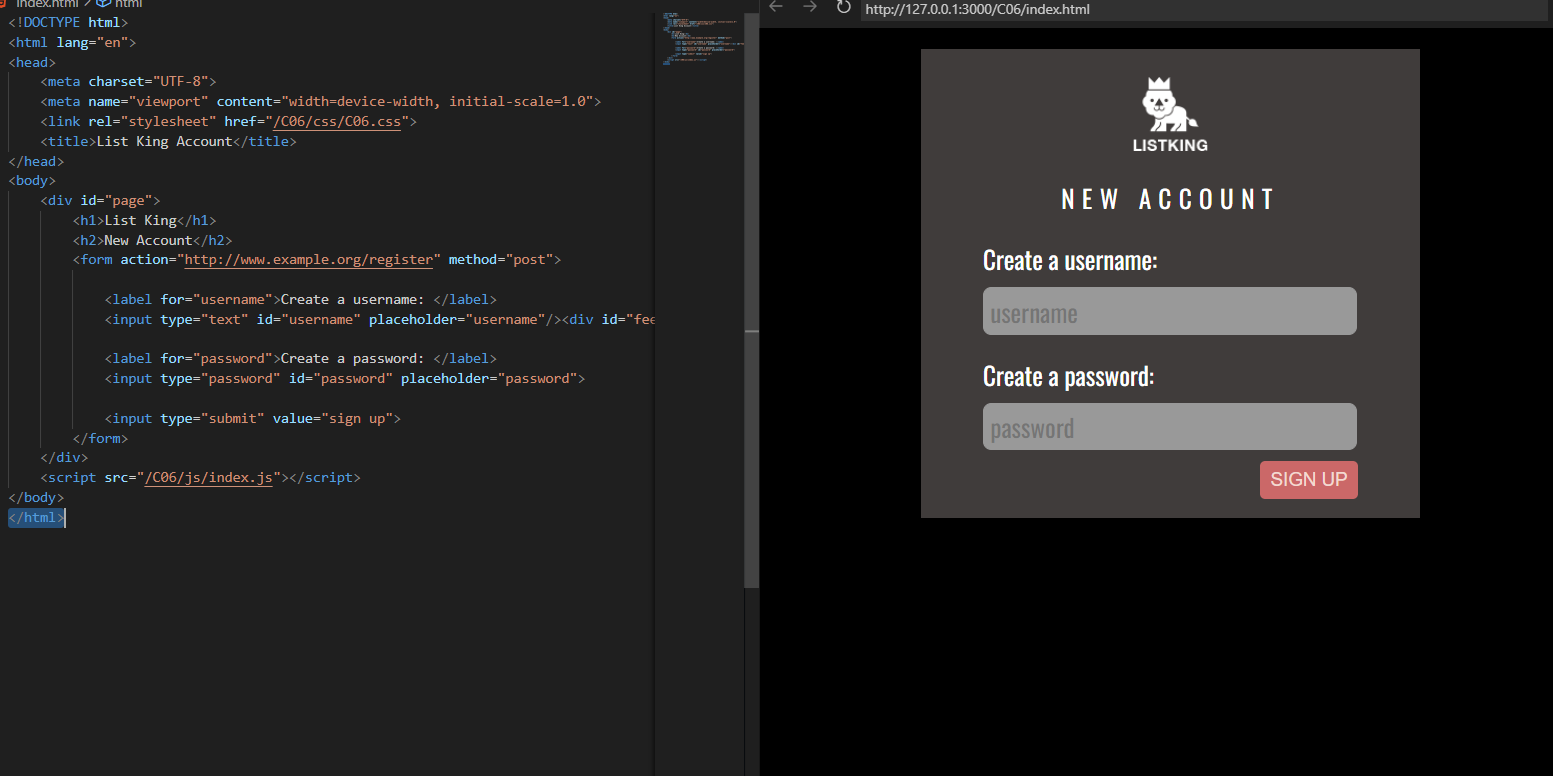 index.html > html
<!DOCTYPE html>
<html lang="en">
<head>
    <meta charset="UTF-8">
    <meta name="viewport" content="width=device-width, initial-scale=1.0">
    <link rel="stylesheet" href="/C06/css/C06.css">
    <title>List King Account</title>
</head>
<body>
    <div id="page">
        <h1>List King</h1>
        <h2>New Account</h2>
        <form action="http://www.example.org/register" method="post">
            <label for="username">Create a username: </label>
            <input type="text" id="username" placeholder="username"/><div id="fee
            <label for="password">Create a password: </label>
            <input type="password" id="password" placeholder="password">
            <input type="submit" value="sign up">
        </form>
    </div>
    <script src="/C06/js/index.js"></script>
</body>
</html>
http://127.0.0.1:3000/C06/index.html
LISTKING
NEW ACCOUNT
Create a username:
username
Create a password:
password
SIGN UP